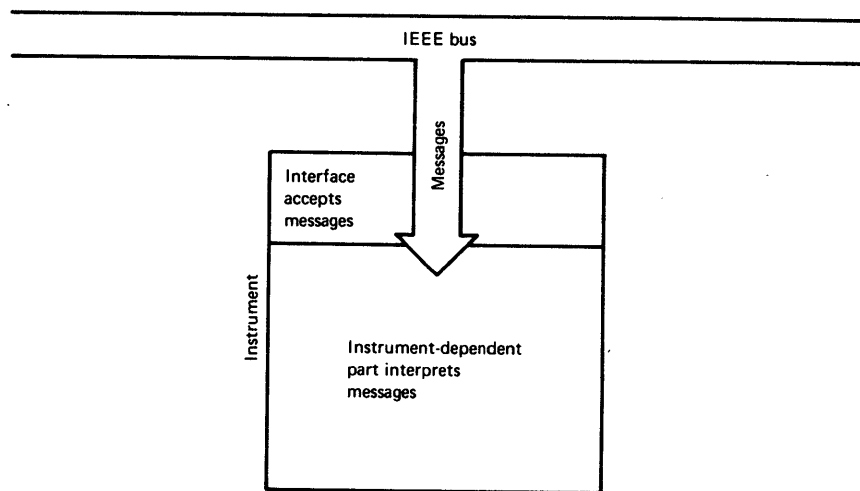 IEEE bus
Messages
Interface
accepts
messages
Instrument
Instrument-dependent
part interprets
messages